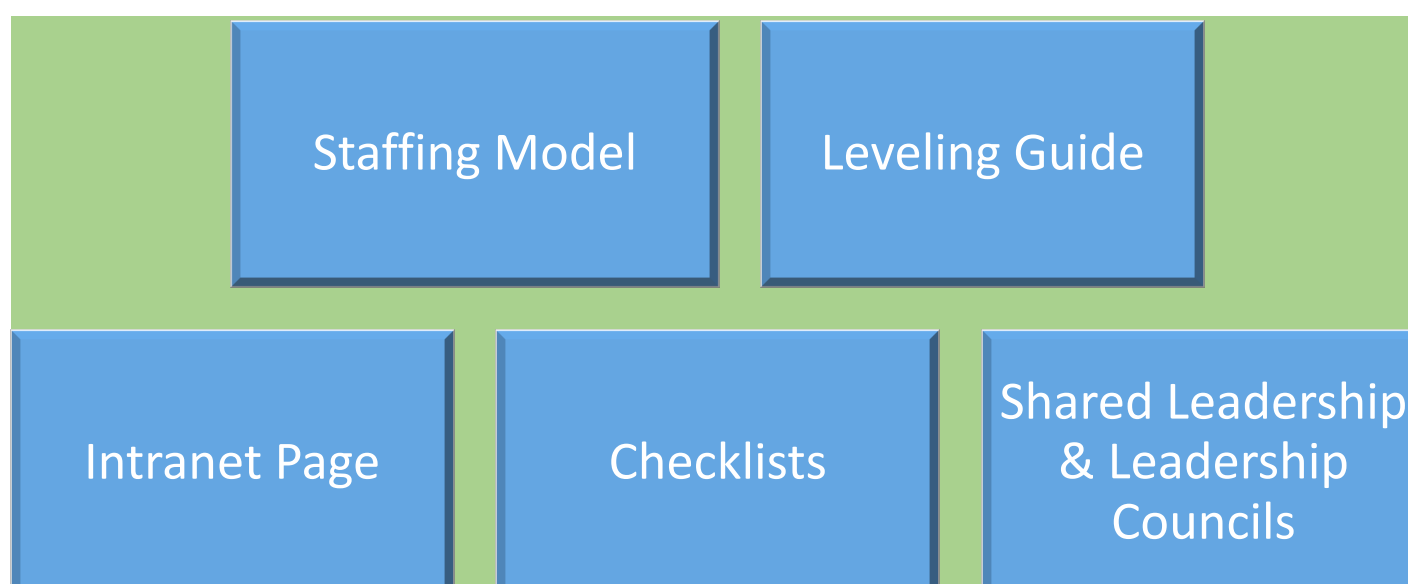 Staffing Model
Leveling Guide
Intranet Page
Checklists
Shared Leadership
& Leadership
Councils